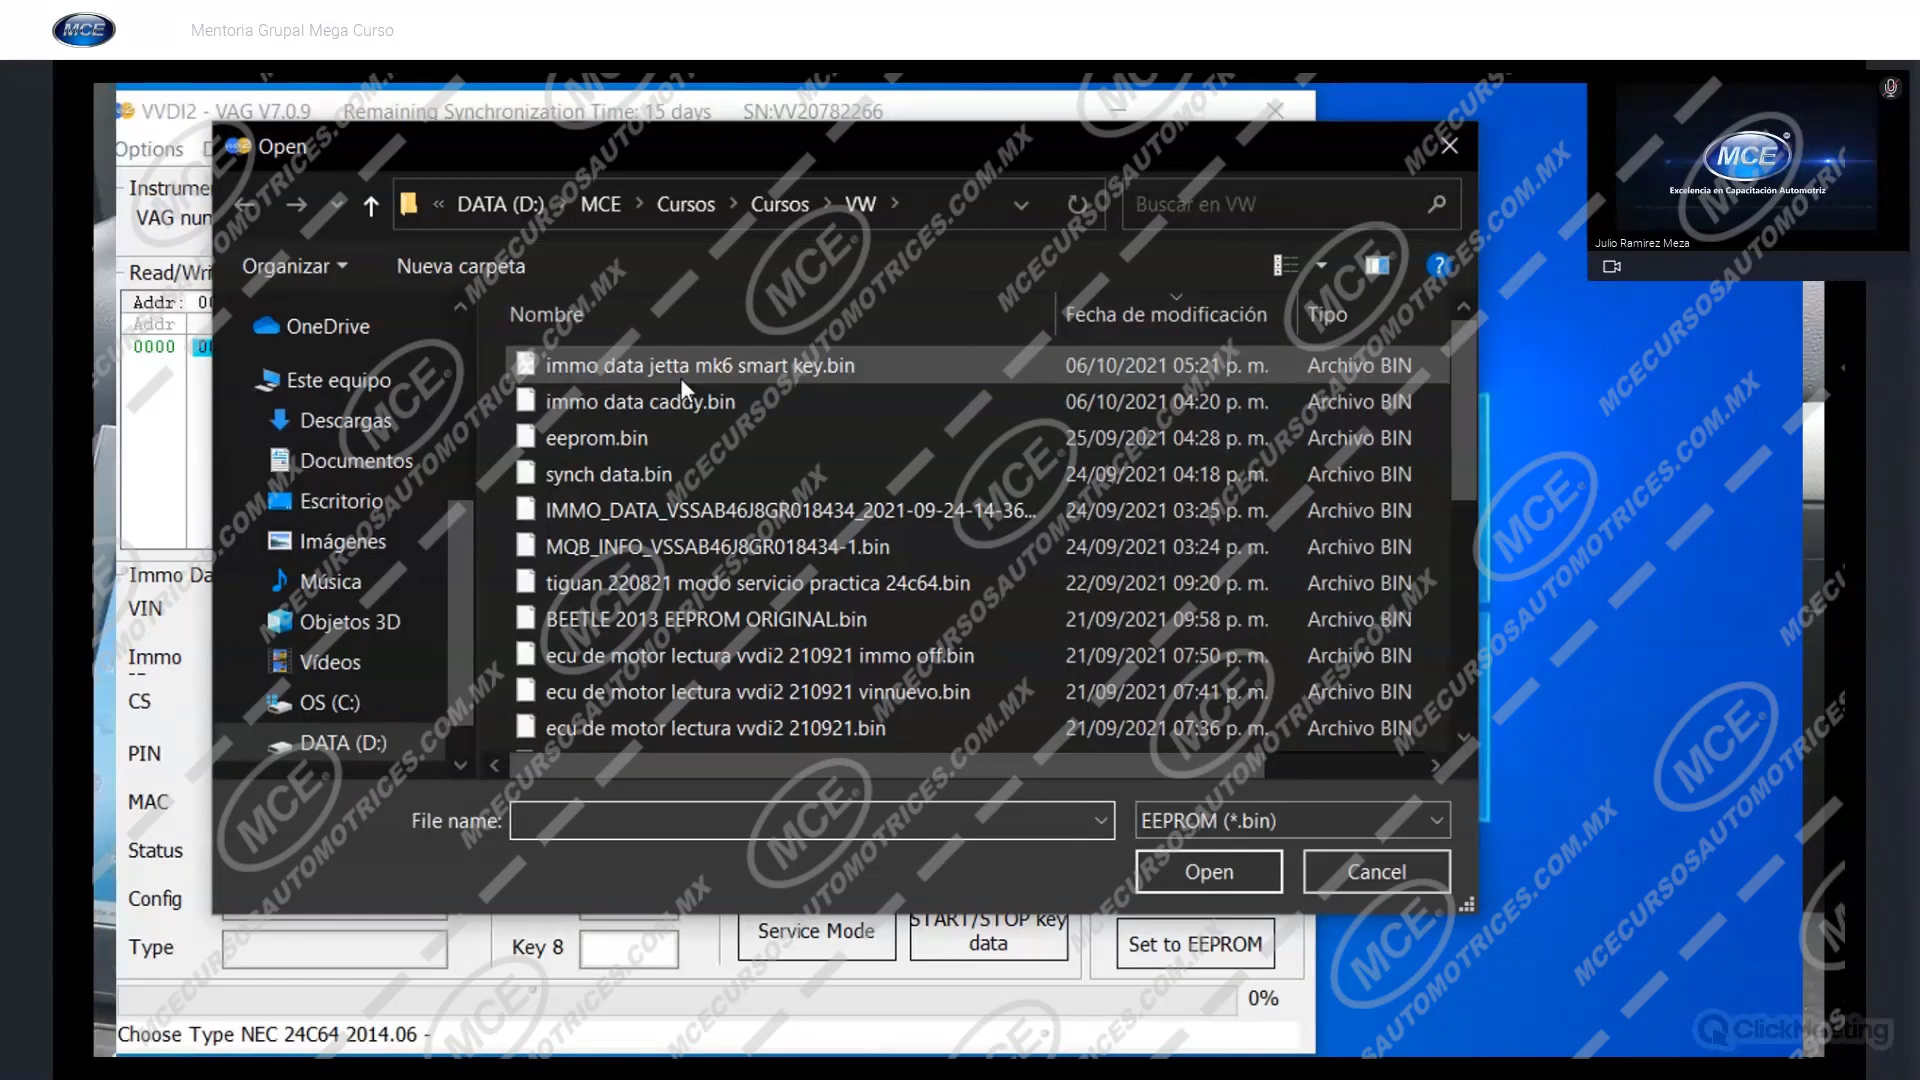 MCE
Mentoria Grupal Mega Curso
VVDI2 - VAG V7.0.9 Remaining Synchronization Time: 15 days SN:VV20782266
Options
Open
Instrume
VAG nun
« DATA (D:) > MCE > Cursos > Cursos > VW >
Buscar en VW
Organizar
Nueva carpeta
Read/Wri
Addr: 00
Addr
0000 00
OneDrive
Este equipo
Descargas
Documentos
Escritorio
Imágenes
Música
Objetos 3D
Vídeos
OS (C:)
DATA (D:)
Nombre Fecha de modificación Tipo
immo data jetta mk6 smart key.bin 06/10/2021 05:21 p. m. Archivo BIN
immo data caddy.bin 06/10/2021 04:20 p. m. Archivo BIN
eeprom.bin 25/09/2021 04:28 p. m. Archivo BIN
synch data.bin 24/09/2021 04:18 p. m. Archivo BIN
IMMO_DATA_VSSAB46J8GR018434_2021-09-24-14-36... 24/09/2021 03:25 p. m. Archivo BIN
MQB_INFO_VSSAB46J8GR018434-1.bin 24/09/2021 03:24 p. m. Archivo BIN
tiguan 220821 modo servicio practica 24c64.bin 22/09/2021 09:20 p. m. Archivo BIN
BEETLE 2013 EEPROM ORIGINAL.bin 21/09/2021 09:58 p. m. Archivo BIN
ecu de motor lectura vvdi2 210921 immo off.bin 21/09/2021 07:50 p. m. Archivo BIN
ecu de motor lectura vvdi2 210921 vinnuevo.bin 21/09/2021 07:41 p. m. Archivo BIN
ecu de motor lectura vvdi2 210921.bin 21/09/2021 07:36 p. m. Archivo BIN
File name:
EEPROM (*.bin)
Open
Cancel
Immo Da
VIN
Immo
CS
PIN
MAC
Status
Config
Type
Key 8
Service Mode
START/STOP key
data
Set to EEPROM
0%
Choose Type NEC 24C64 2014.06 -
MCE
Excelencia en Capacitación Automotriz
Julio Ramirez Meza
MCECURSOSAUTOMOTRICES.COM.MX
ClickMeeting